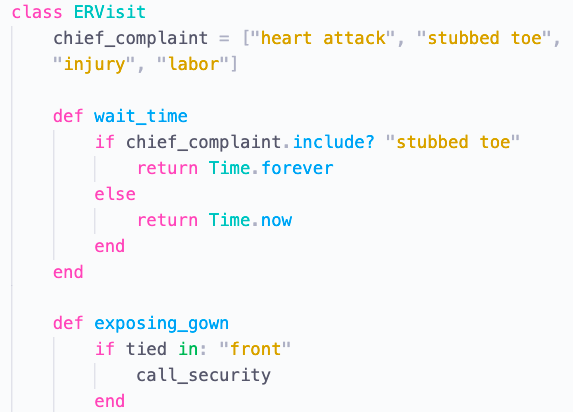 class ERVisit
chief_complaint = ["heart attack", "stubbed toe",
"injury", "labor"]
def wait_time
if chief_complaint.include? "stubbed toe"
return Time.forever
else
return Time.now
end
end
def exposing_gown
if tied in: "front"
call_security
end